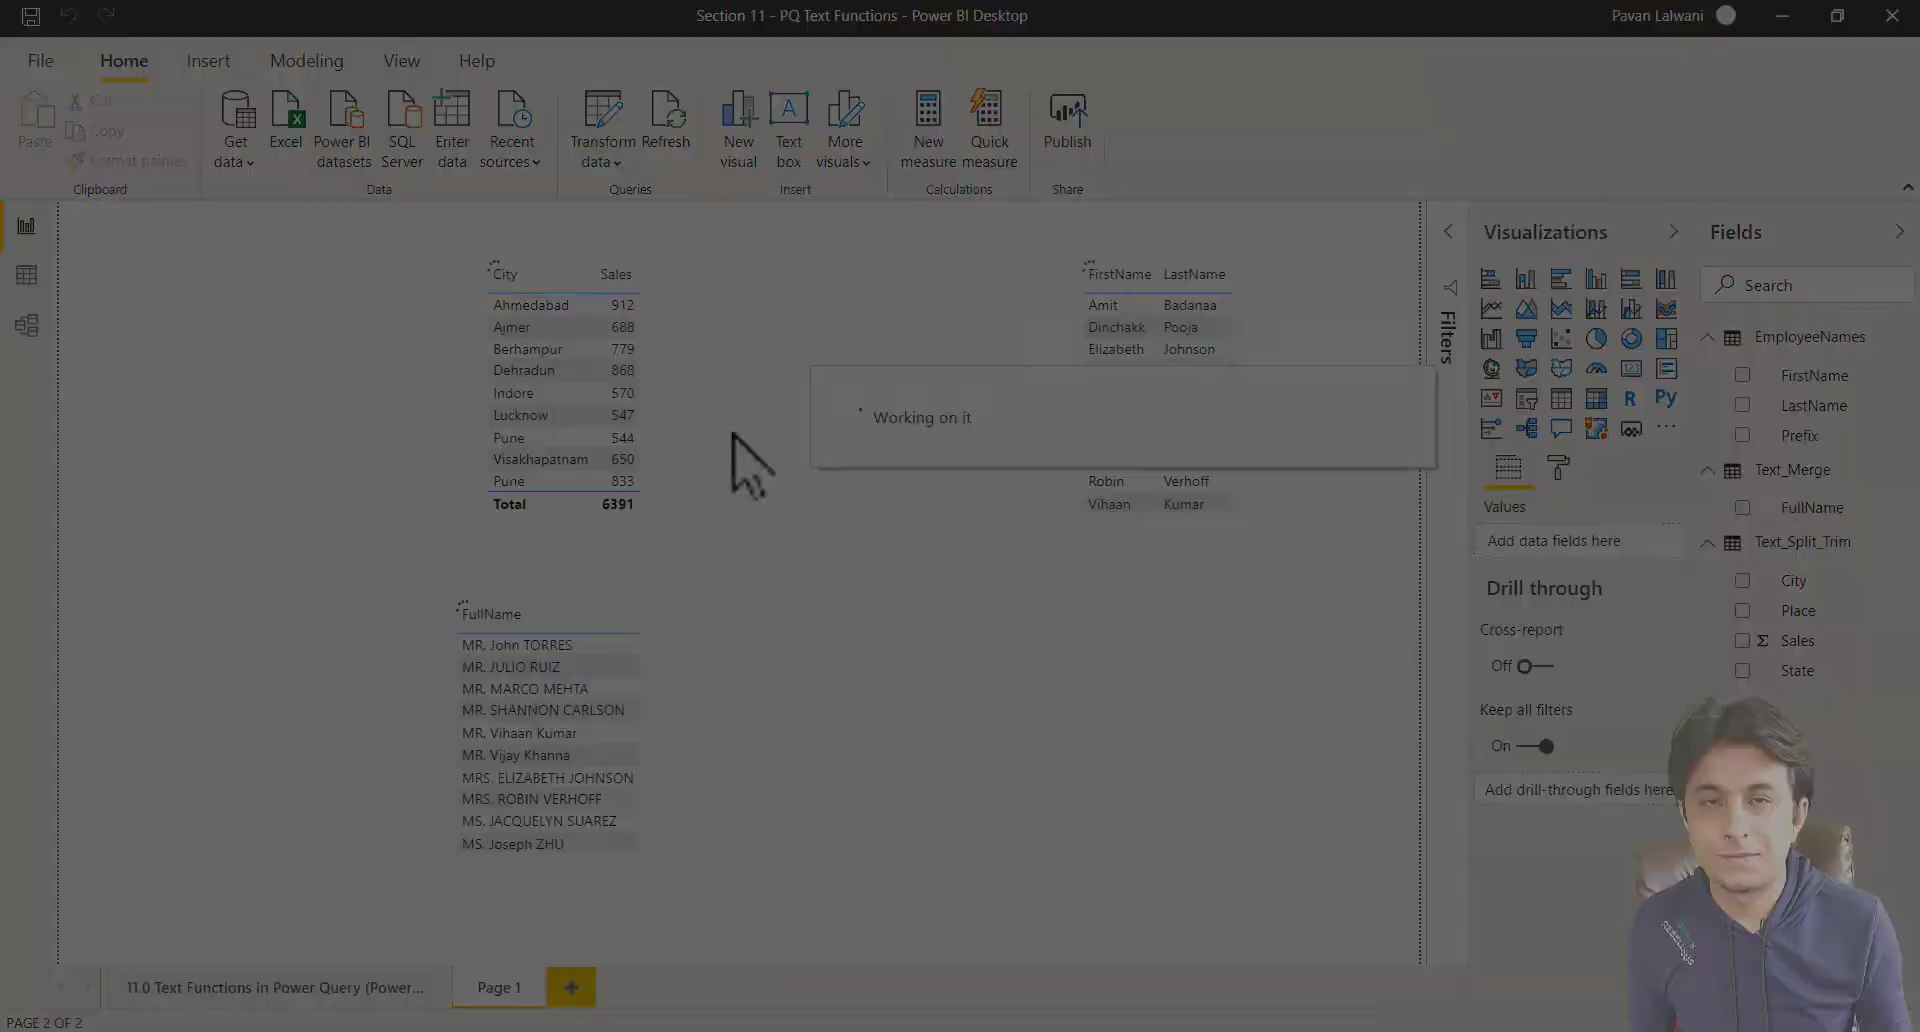 Section 11 - PQ Text Functions - Power BI Desktop
Pavan Lalwani
File Home Insert Modeling View Help
Paste
Cut
Copy
Format painter
Clipboard
Get data
Excel
Power BI datasets
SQL Server
Enter data
Recent sources
Data
Transform data
Refresh
Queries
New visual
Text box
More visuals
Insert
New measure
Quick measure
Calculations
Publish
Share
City Sales
Ahmedabad 912
Ajmer 688
Berhampur 779
Dehradun 868
Indore 570
Lucknow 547
Pune 544
Visakhapatnam 650
Pune 833
Total 6391
FirstName LastName
Amit Badanaa
Dinchakk Pooja
Elizabeth Johnson
Working on it
Robin Verhoff
Vihaan Kumar
FullName
MR. John TORRES
MR. JULIO RUIZ
MR. MARCO MEHTA
MR. SHANNON CARLSON
MR. Vihaan Kumar
MR. Vijay Khanna
MRS. ELIZABETH JOHNSON
MRS. ROBIN VERHOFF
MS. JACQUELYN SUAREZ
MS. Joseph ZHU
Filters
Visualizations
R Py
123
Values
Add data fields here
Drill through
Cross-report
Off
Keep all filters
On
Add drill-through fields here
Fields
Search
EmployeeNames
FirstName
LastName
Prefix
Text_Merge
FullName
Text_Split_Trim
City
Place
Σ Sales
State
11.0 Text Functions in Power Query (Power...
Page 1
PAGE 2 OF 2